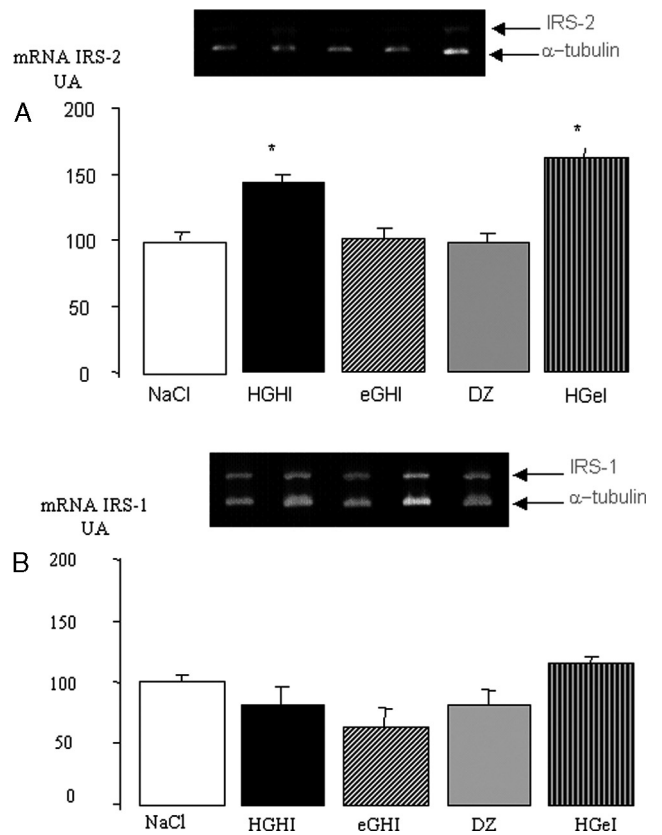 IRS-2
α-tubulin
mRNA IRS-2
UA
A
200
*
*
150
100
50
0
NaCl
HGHI
eGHI
DZ
HGeI
IRS-1
α-tubulin
mRNA IRS-1
UA
B
200
150
100
50
0
NaCl
HGHI
eGHI
DZ
HGeI